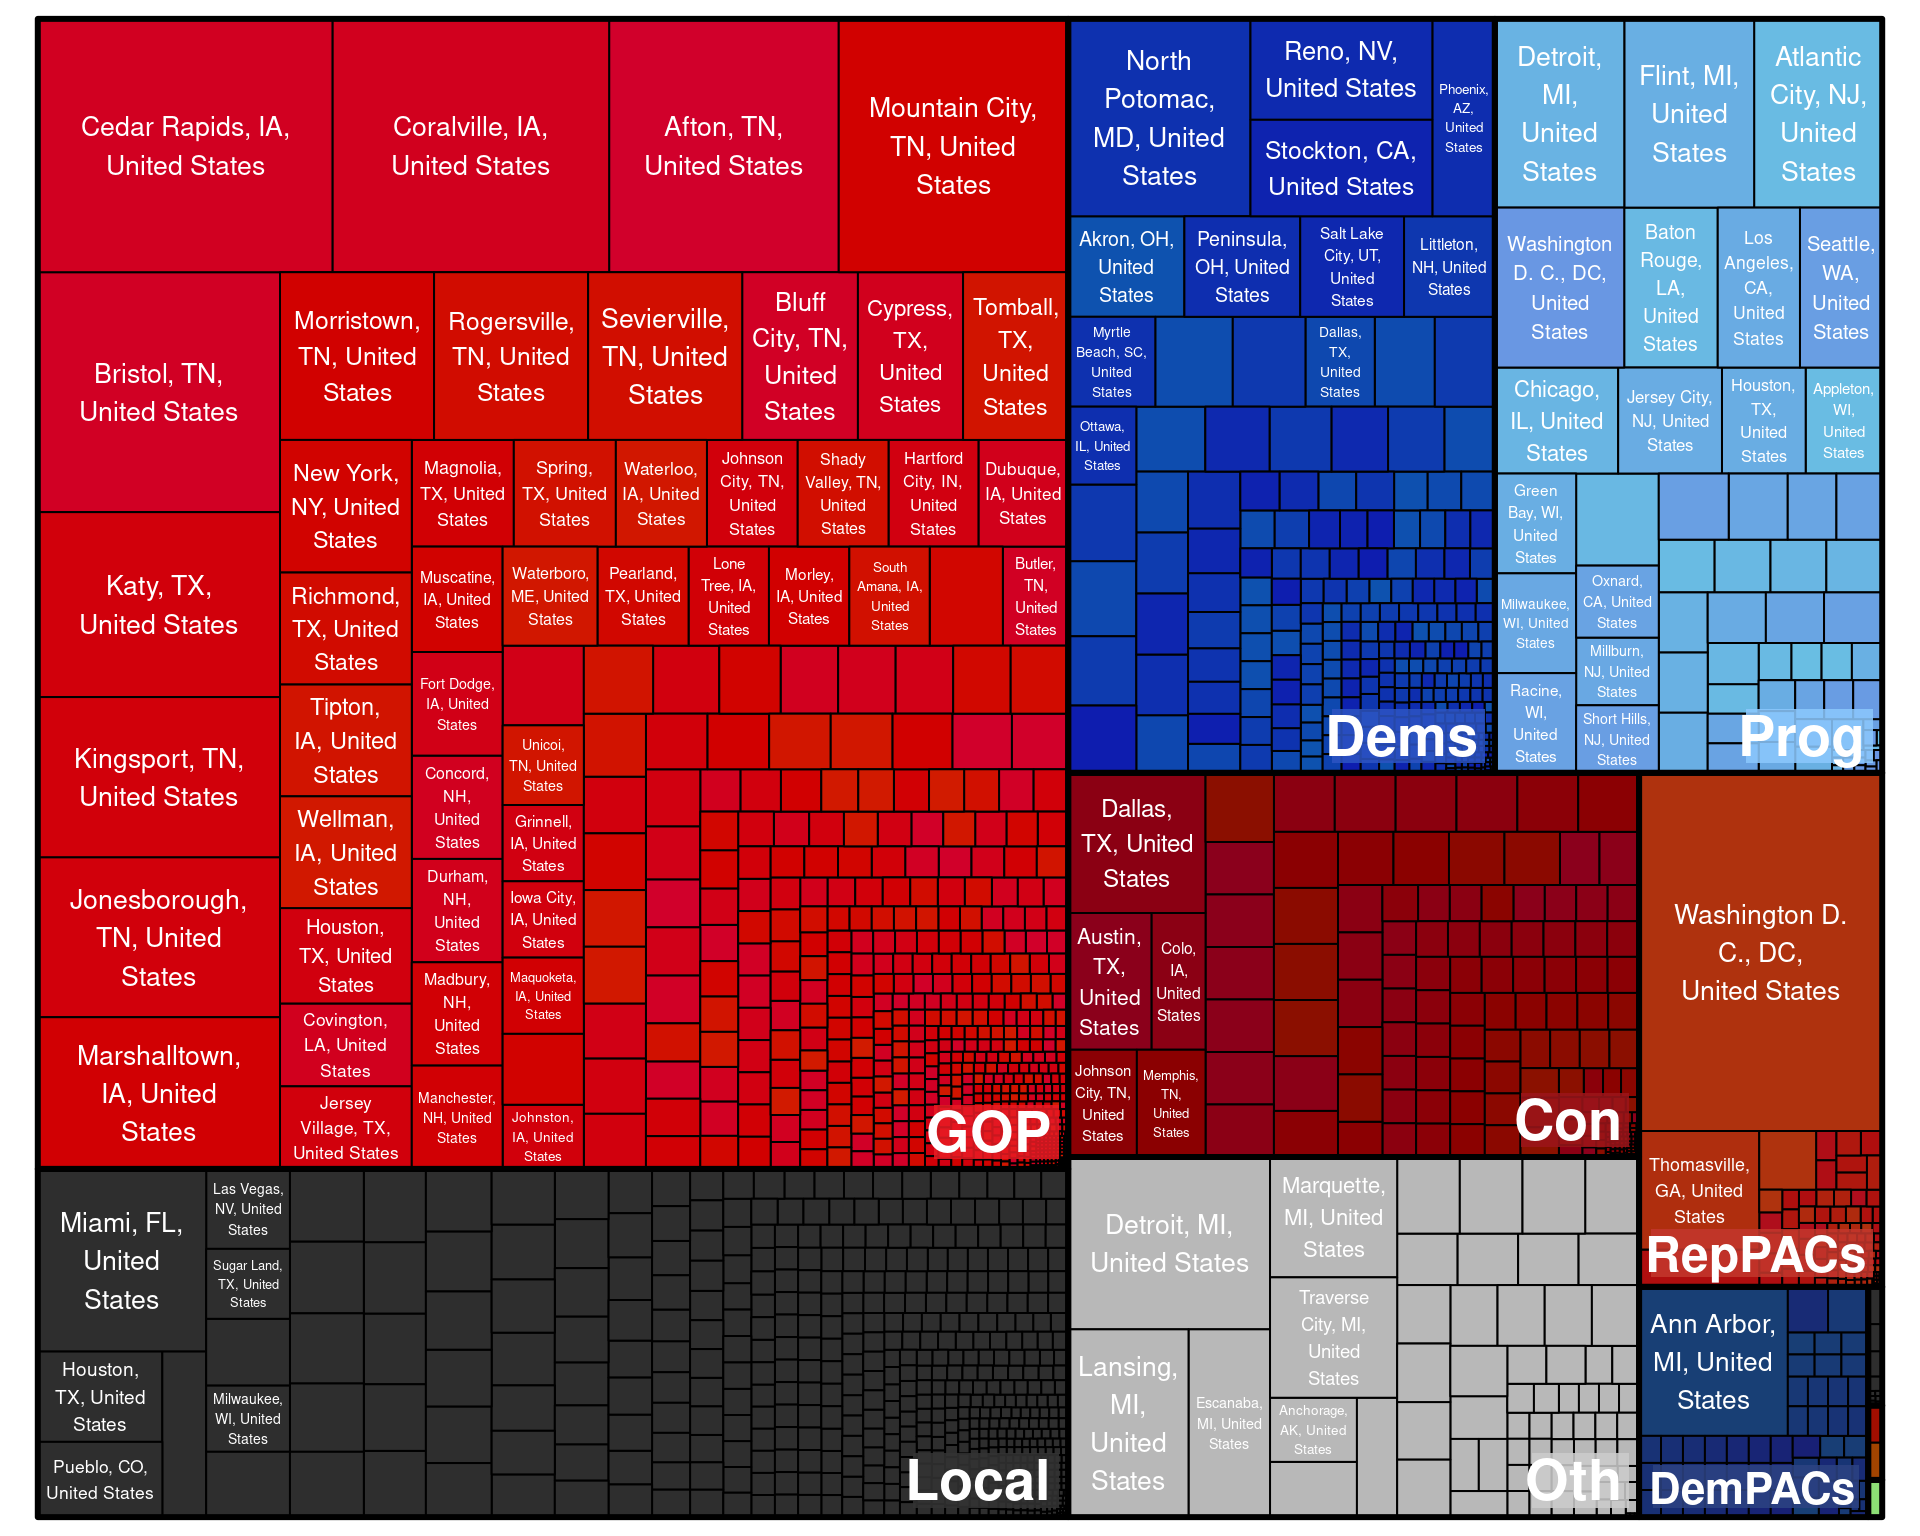 Cedar Rapids, IA,
United States
Coralville, IA,
United States
Afton, TN,
United States
Mountain City,
TN, United
States
Bristol, TN,
United States
Morristown,
TN, United
States
Rogersville,
TN, United
States
Sevierville,
TN, United
States
Bluff
City, TN,
United
States
Cypress,
TX,
United
States
Tomball,
TX,
United
States
Katy, TX,
United States
Kingsport, TN,
United States
Jonesborough,
TN, United
States
Marshalltown,
IA, United
States
New York,
NY, United
States
Richmond,
TX, United
States
Tipton,
IA, United
States
Wellman,
IA, United
States
Houston,
TX, United
States
Covington,
LA, United
States
Jersey
Village, TX,
United States
Magnolia,
TX, United
States
Spring,
TX, United
States
Waterloo,
IA, United
States
Johnson
City, TN,
United
States
Shady
Valley, TN,
United
States
Hartford
City, IN,
United
States
Dubuque,
IA, United
States
Muscatine,
IA, United
States
Fort Dodge,
IA, United
States
Concord,
NH,
United
States
Durham,
NH,
United
States
Madbury,
NH,
United
States
Manchester,
NH, United
States
Waterboro,
ME, United
States
Pearland,
TX, United
States
Lone
Tree, IA,
United
States
Morley,
IA, United
States
South
Amana, IA,
United
States
Butler,
TN,
United
States
Unicoi,
TN, United
States
Grinnell,
IA, United
States
Iowa City,
IA, United
States
Maquoketa,
IA, United
States
Johnston,
IA, United
States
GOP
North
Potomac,
MD, United
States
Reno, NV,
United States
Stockton, CA,
United States
Phoenix,
AZ,
United
States
Akron, OH,
United
States
Peninsula,
OH, United
States
Salt Lake
City, UT,
United
States
Littleton,
NH, United
States
Myrtle
Beach, SC,
United
States
Dallas,
TX,
United
States
Ottawa,
IL, United
States
Dems
Detroit,
MI,
United
States
Flint, MI,
United
States
Atlantic
City, NJ,
United
States
Washington
D. C., DC,
United
States
Baton
Rouge,
LA,
United
States
Los
Angeles,
CA,
United
States
Seattle,
WA,
United
States
Chicago,
IL, United
States
Jersey City,
NJ, United
States
Houston,
TX,
United
States
Appleton,
WI,
United
States
Green
Bay, WI,
United
States
Milwaukee,
WI, United
States
Racine,
WI,
United
States
Oxnard,
CA, United
States
Millburn,
NJ, United
States
Short Hills,
NJ, United
States
Prog
Dallas,
TX, United
States
Austin,
TX,
United
States
Colo,
IA,
United
States
Johnson
City, TN,
United
States
Memphis,
TN,
United
States
Con
Washington D.
C., DC,
United States
Thomasville,
GA, United
States
RepPACs
Miami, FL,
United
States
Las Vegas,
NV, United
States
Sugar Land,
TX, United
States
Houston,
TX, United
States
Milwaukee,
WI, United
States
Pueblo, CO,
United States
Local
Detroit, MI,
United States
Marquette,
MI, United
States
Traverse
City, MI,
United
States
Lansing,
MI,
United
States
Escanaba,
MI, United
States
Anchorage,
AK, United
States
Oth
Ann Arbor,
MI, United
States
DemPACs